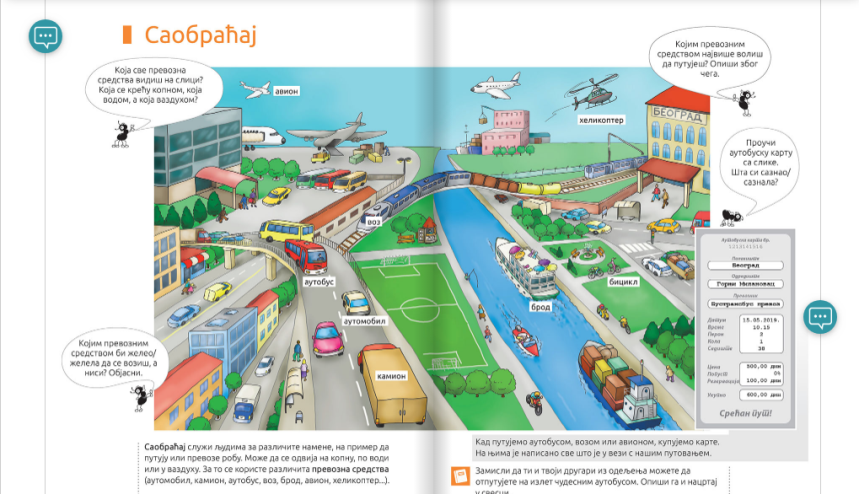 Саобраћај
Која све превозна
средства видиш на слици?
Која се крећу копном, која
водом, а која ваздухом?
авион
Којим превозним
средством највише волиш
да путујеш? Опиши због
чега.
хеликоптер
БЕОГРАД
Проучи
аутобуску карту
са слике.
Шта си сазнао/
сазнала?
воз
аутобус
аутомобил
камион
брод
бицикл
Којим превозним
средством би желео/
желела да се возиш, а
ниси? Објасни.
Аутобуска карта бр.
Београд
Горњи Милановац
Датум 15.05.2019.
Време 10.15
Перон 3
Кола 1
Седиште 38
Цена 500,00 дин
Попуст 0%
Резервација 100,00 дин
Укупно 600,00 дин
Срећан пут!
Саобраћај служи људима за различите намене, на пример да
путују или превозе робу. Може да се одвија на копну, по води
или у ваздуху. За то се користе различита превозна средства
(аутомобил, камион, аутобус, воз, брод, авион, хеликоптер...).
Кад путујемо аутобусом, возом или авионом, купујемо карте.
На њима је написано све што је у вези с нашим путовањем.
Замисли да ти и твоји другари из одељења можете да
отпутујете на излет чудесним аутобусом. Опиши га и нацртај
у свесци.